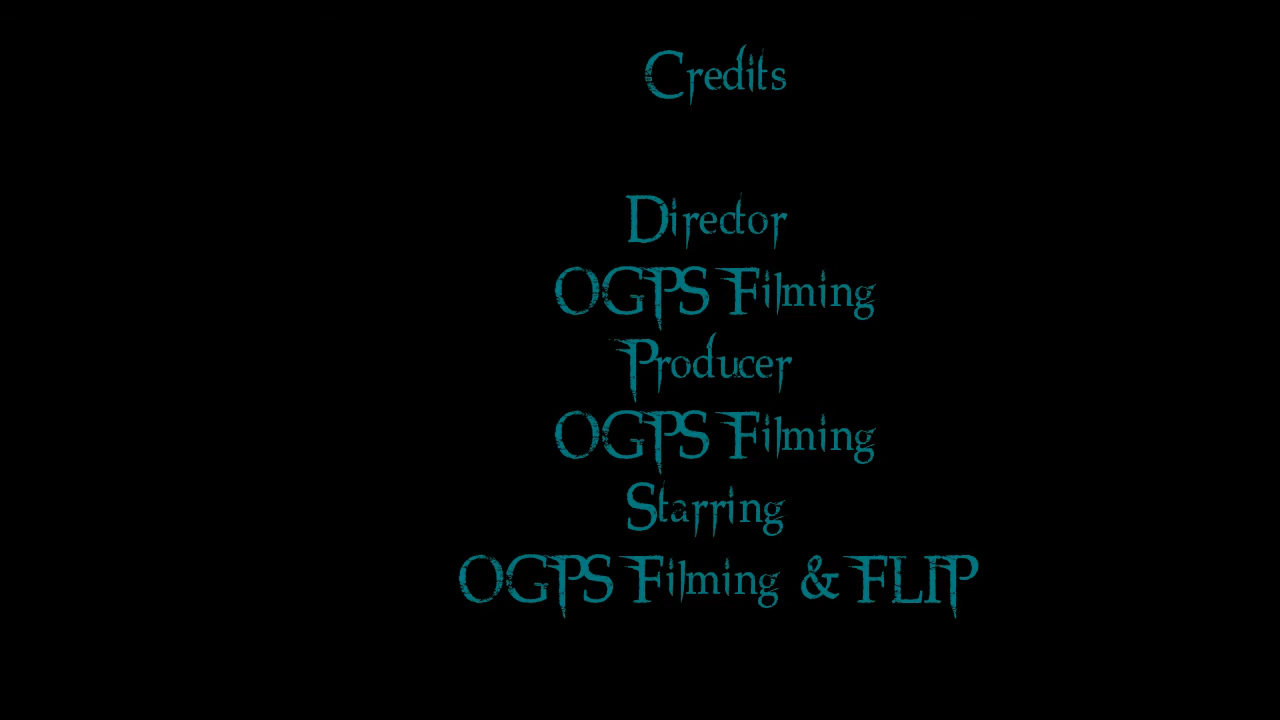 Credits
Director
OGPS Filming
Producer
OGPS Filming
Starring
OGPS Filming & FLIP